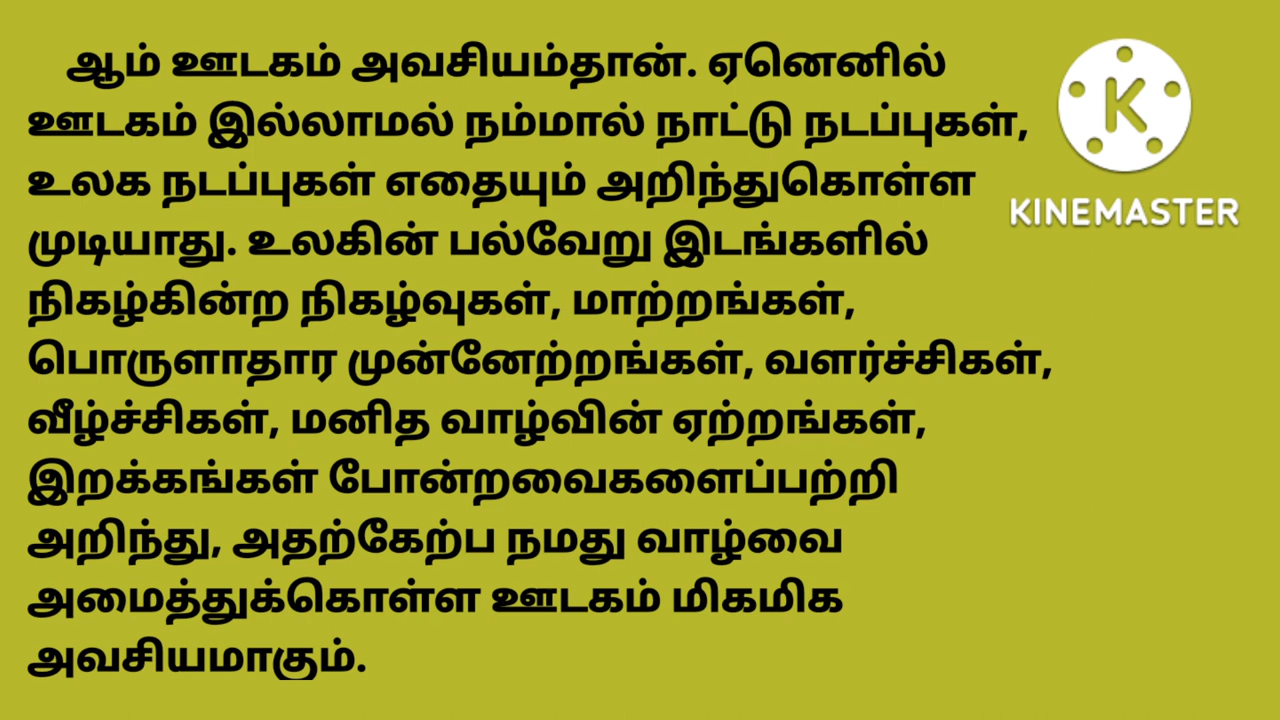 ஆம் ஊடகம் அவசியம்தான். ஏனெனில்
ஊடகம் இல்லாமல் நம்மால் நாட்டு நடப்புகள்,
உலக நடப்புகள் எதையும் அறிந்துகொள்ள
முடியாது. உலகின் பல்வேறு இடங்களில்
நிகழ்கின்ற நிகழ்வுகள், மாற்றங்கள்,
பொருளாதார முன்னேற்றங்கள், வளர்ச்சிகள்,
வீழ்ச்சிகள், மனித வாழ்வின் ஏற்றங்கள்,
இறக்கங்கள் போன்றவைகளைப்பற்றி
அறிந்து, அதற்கேற்ப நமது வாழ்வை
அமைத்துக்கொள்ள ஊடகம் மிகமிக
அவசியமாகும்.
K
KINEMASTER